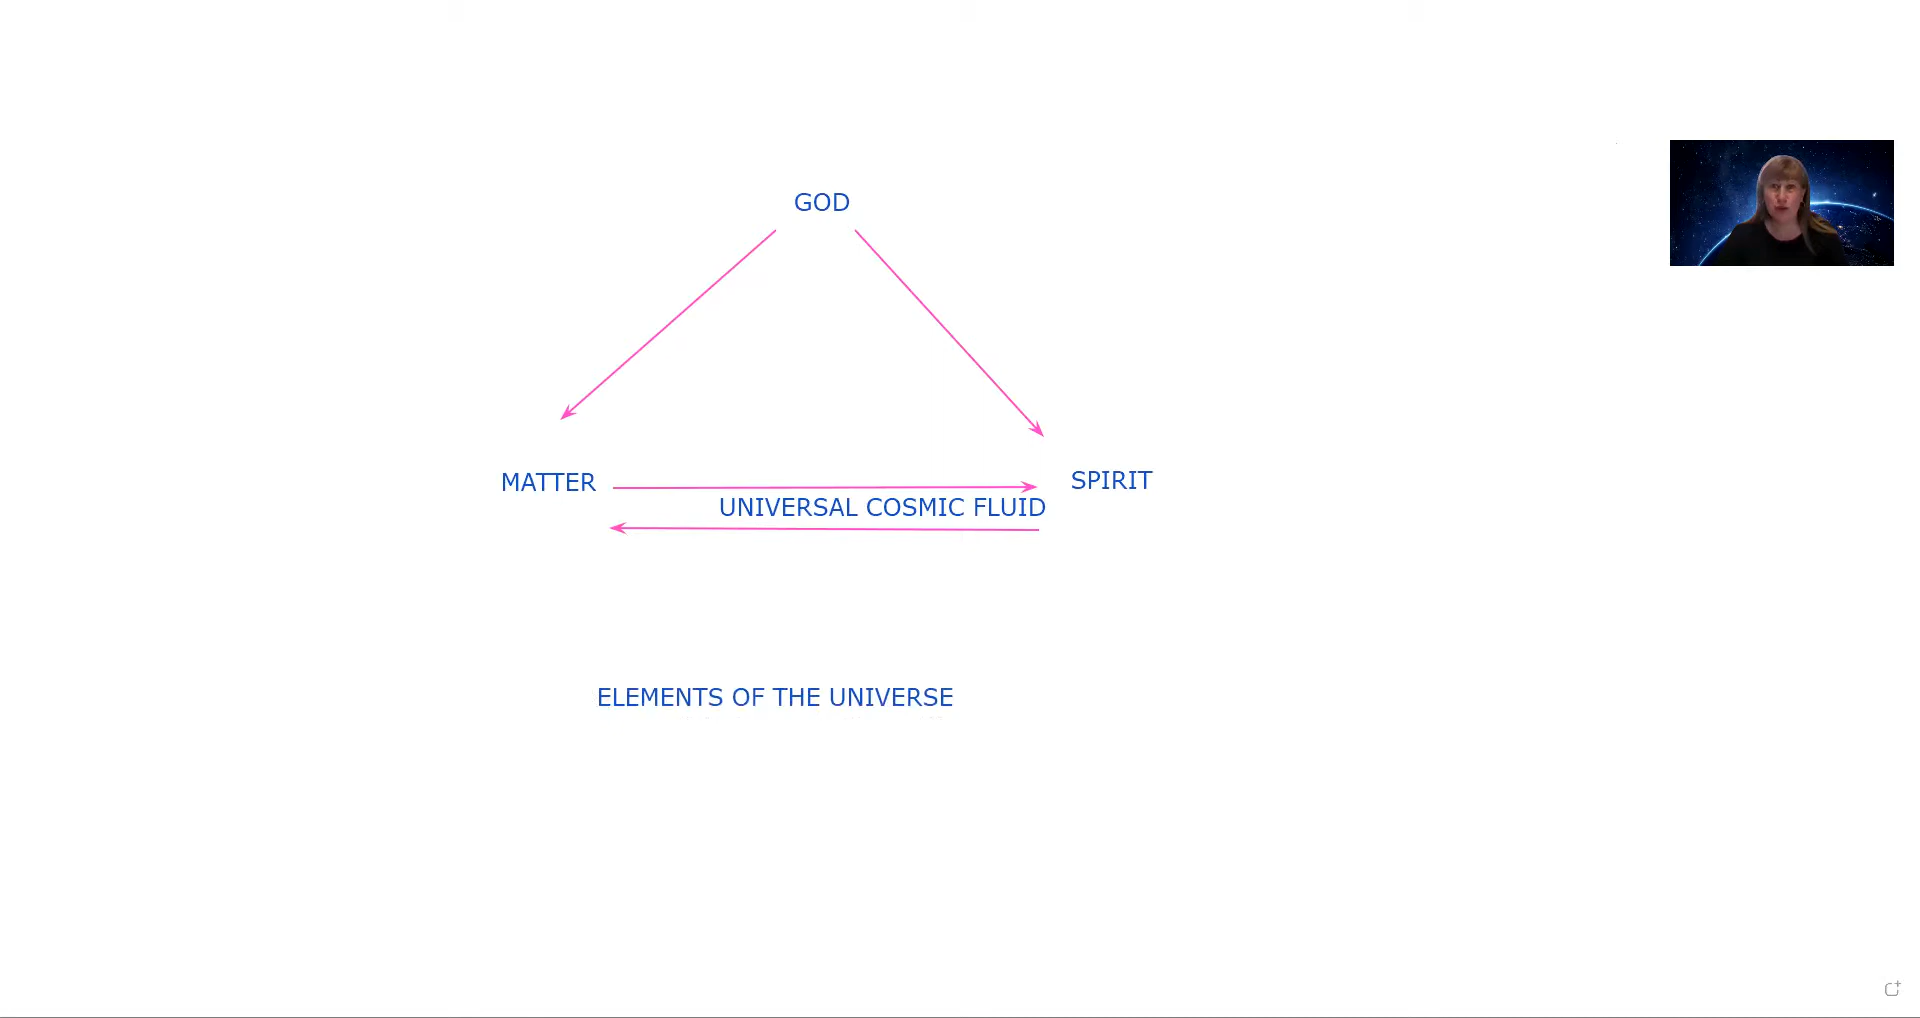 GOD
MATTER
SPIRIT
UNIVERSAL COSMIC FLUID
ELEMENTS OF THE UNIVERSE